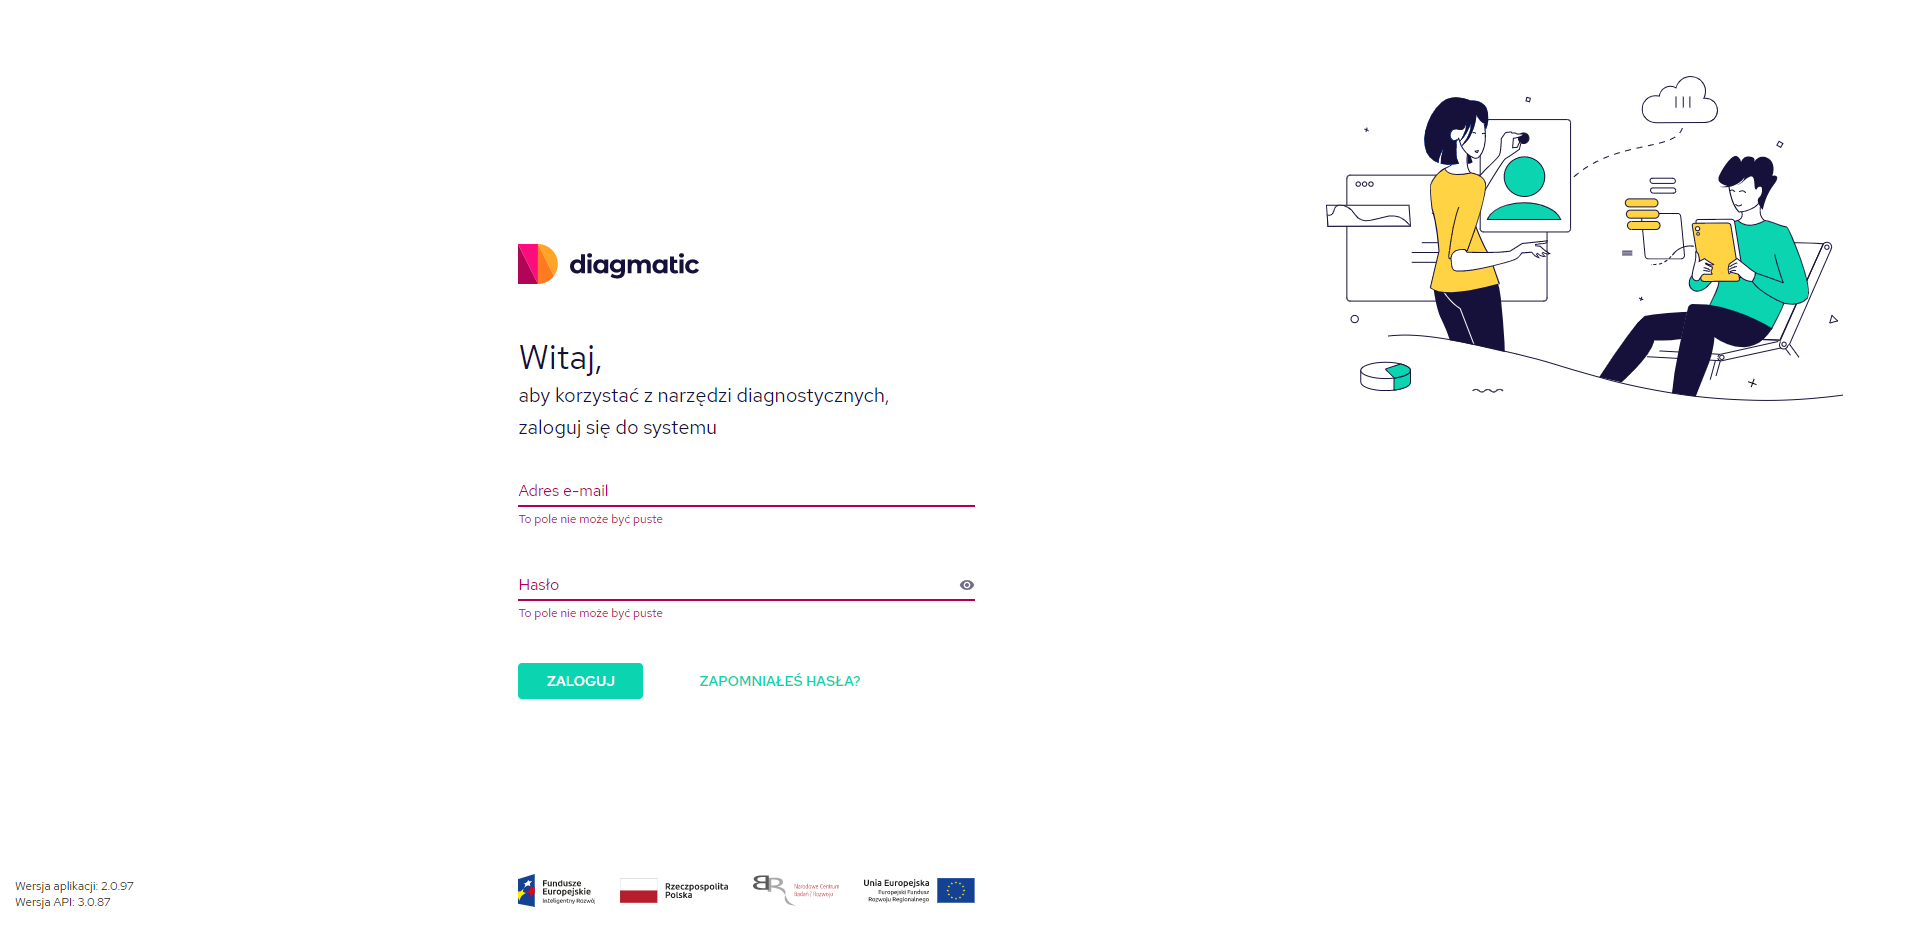 diagmatic
Witaj,
aby korzystać z narzędzi diagnostycznych,
zaloguj się do systemu
Adres e-mail
To pole nie może być puste
Hasło
To pole nie może być puste
ZALOGUJ
ZAPOMNIAŁEŚ HASŁA?
Wersja aplikacji: 2.0.97
Wersja API: 3.0.87
Fundusze
Europejskie
Inteligentny Rozwój
Rzeczpospolita
Polska
Narodowe Centrum
Badań i Rozwoju
Unia Europejska
Europejski Fundusz
Rozwoju Regionalnego